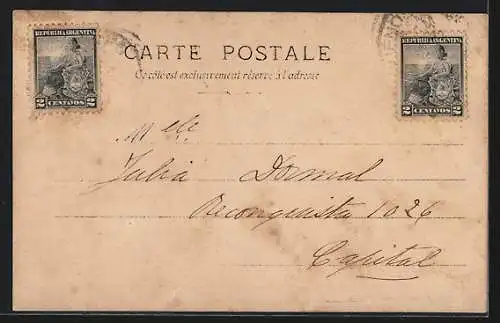 REPUBLICA ARGENTINA
2 CENTAVOS 2
CARTE POSTALE
Ce côté est exclusivement réservé à l'adresse
REPUBLICA ARGENTINA
2 CENTAVOS 2
Mlle
Julia Dormal
Reconquista 1026
Capital